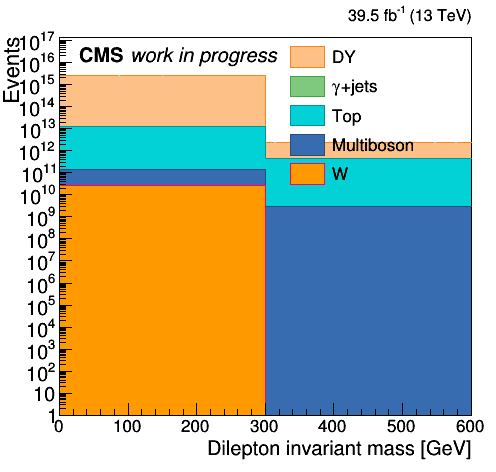 39.5 fb⁻¹ (13 TeV)
Events
CMS work in progress
DY
γ+jets
Top
Multiboson
W
10¹⁷
10¹⁶
10¹⁵
10¹⁴
10¹³
10¹²
10¹¹
10¹⁰
10⁹
10⁸
10⁷
10⁶
10⁵
10⁴
10³
10²
10
1
0 100 200 300 400 500 600
Dilepton invariant mass [GeV]